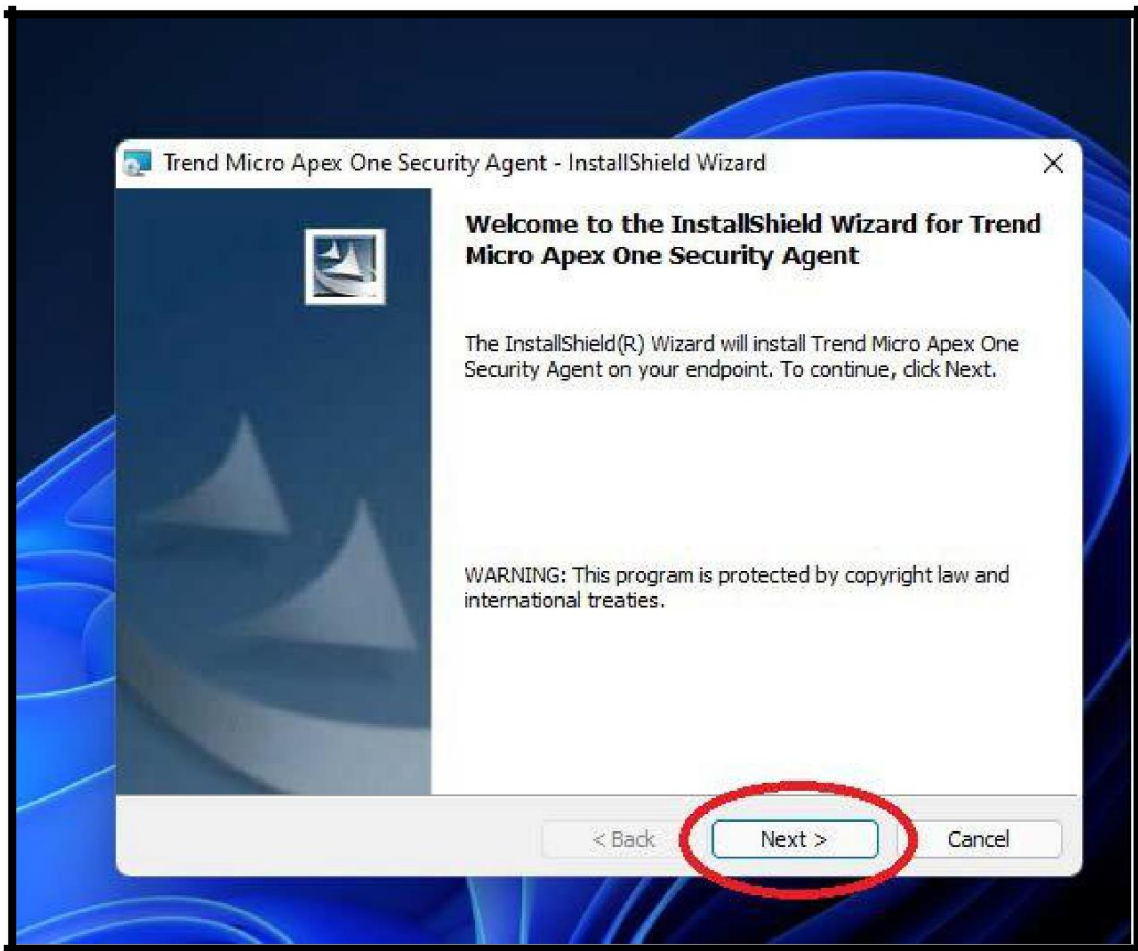 Trend Micro Apex One Security Agent - InstallShield Wizard
Welcome to the InstallShield Wizard for Trend
Micro Apex One Security Agent
The InstallShield(R) Wizard will install Trend Micro Apex One
Security Agent on your endpoint. To continue, click Next.
WARNING: This program is protected by copyright law and
international treaties.
< Back
Next >
Cancel